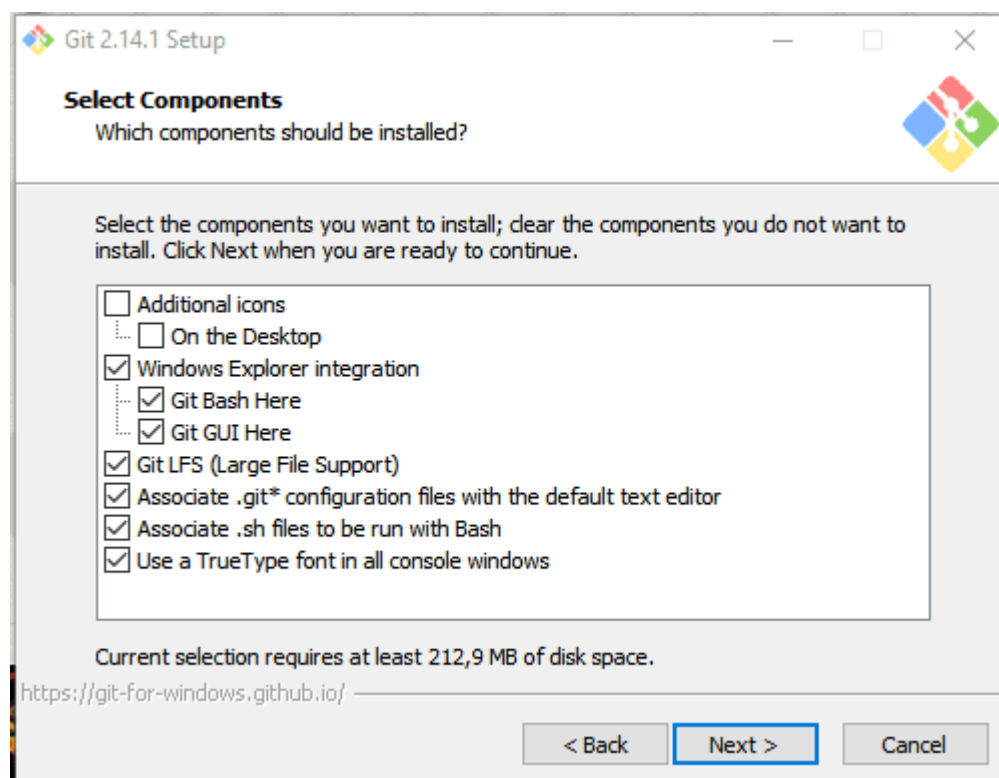 Git 2.14.1 Setup
Select Components
Which components should be installed?
Select the components you want to install; clear the components you do not want to
install. Click Next when you are ready to continue.
Additional icons
On the Desktop
Windows Explorer integration
Git Bash Here
Git GUI Here
Git LFS (Large File Support)
Associate .git* configuration files with the default text editor
Associate .sh files to be run with Bash
Use a TrueType font in all console windows
Current selection requires at least 212,9 MB of disk space.
https://git-for-windows.github.io/
< Back Next > Cancel